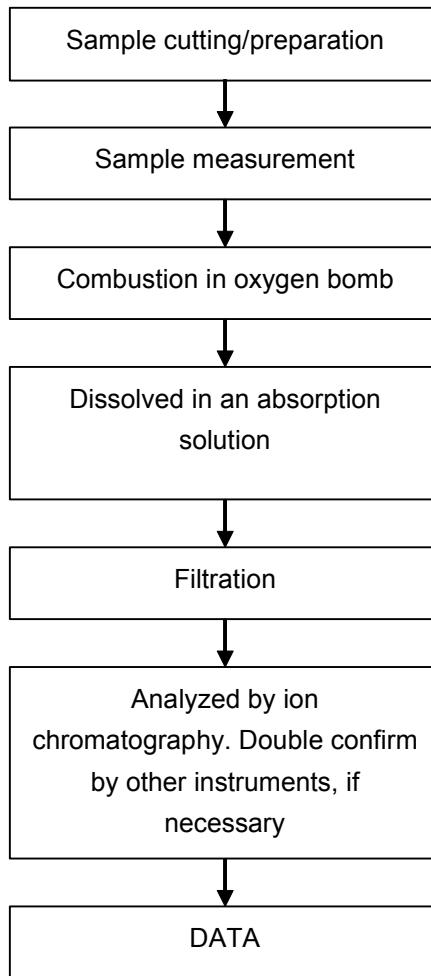 Sample cutting/preparation
Sample measurement
Combustion in oxygen bomb
Dissolved in an absorption
solution
Filtration
Analyzed by ion
chromatography. Double confirm
by other instruments, if
necessary
DATA